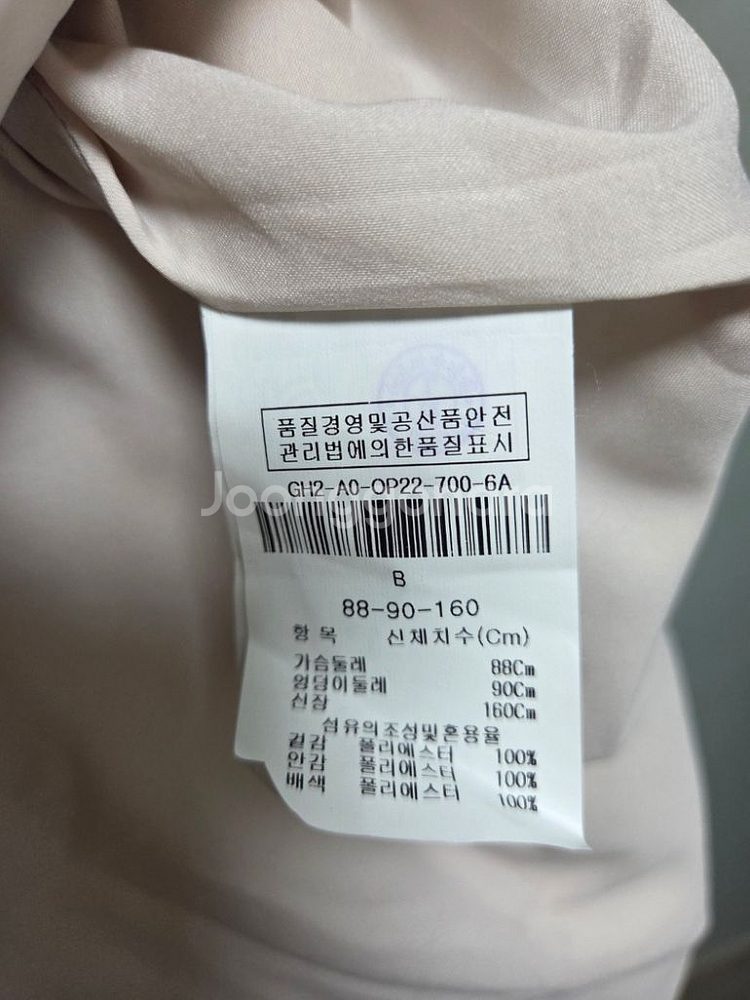 품질경영및공산품안전
관리법에의한품질표시
GH2-A0-OP22-700-6A
Joonggonara
B
88-90-160
항 목 신체치수(Cm)
가슴둘레 88Cm
엉덩이둘레 90Cm
신장 160Cm
섬유의조성및혼용율
겉감 폴리에스터 100%
안감 폴리에스터 100%
배색 폴리에스터 100%